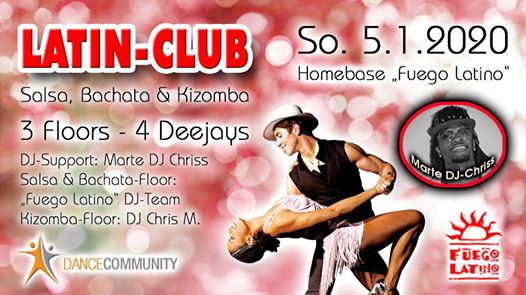 LATIN-CLUB
Salsa, Bachata & Kizomba
3 Floors - 4 Deejays
DJ-Support: Marte DJ Chriss
Salsa & Bachata-Floor:
„Fuego Latino“ DJ-Team
Kizomba-Floor: DJ Chris M.
DANCECOMMUNITY
So. 5.1.2020
Homebase „Fuego Latino“
Marte DJ-Chriss
FUEGO
LATINO